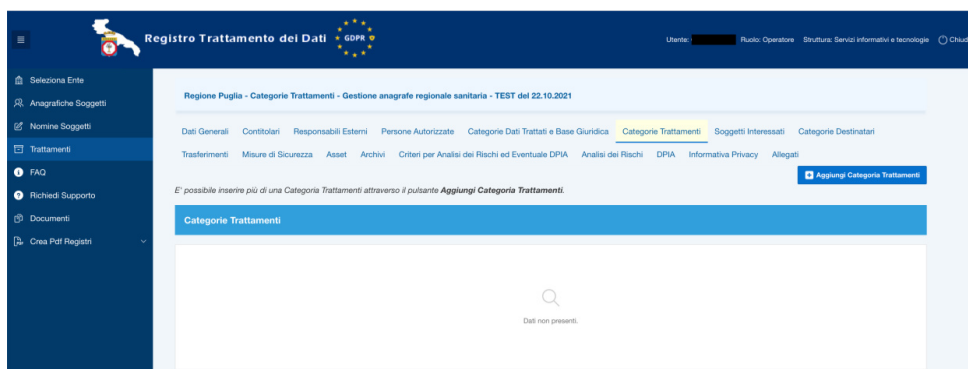 Registro Trattamento dei Dati GDPR
Utente: Ruolo: Operatore Struttura: Servizi informativi e tecnologie Chiud
Seleziona Ente
Anagrafiche Soggetti
Nomine Soggetti
Trattamenti
FAQ
Richiedi Supporto
Documenti
Crea Pdf Registri
Regione Puglia - Categorie Trattamenti - Gestione anagrafe regionale sanitaria - TEST del 22.10.2021
Dati Generali Contitolari Responsabili Esterni Persone Autorizzate Categorie Dati Trattati e Base Giuridica Categorie Trattamenti Soggetti Interessati Categorie Destinatari
Trasferimenti Misure di Sicurezza Asset Archivi Criteri per Analisi dei Rischi ed Eventuale DPIA Analisi dei Rischi DPIA Informativa Privacy Allegati
Aggiungi Categoria Trattamenti
E' possibile inserire più di una Categoria Trattamenti attraverso il pulsante Aggiungi Categoria Trattamenti.
Categorie Trattamenti
Dati non presenti.